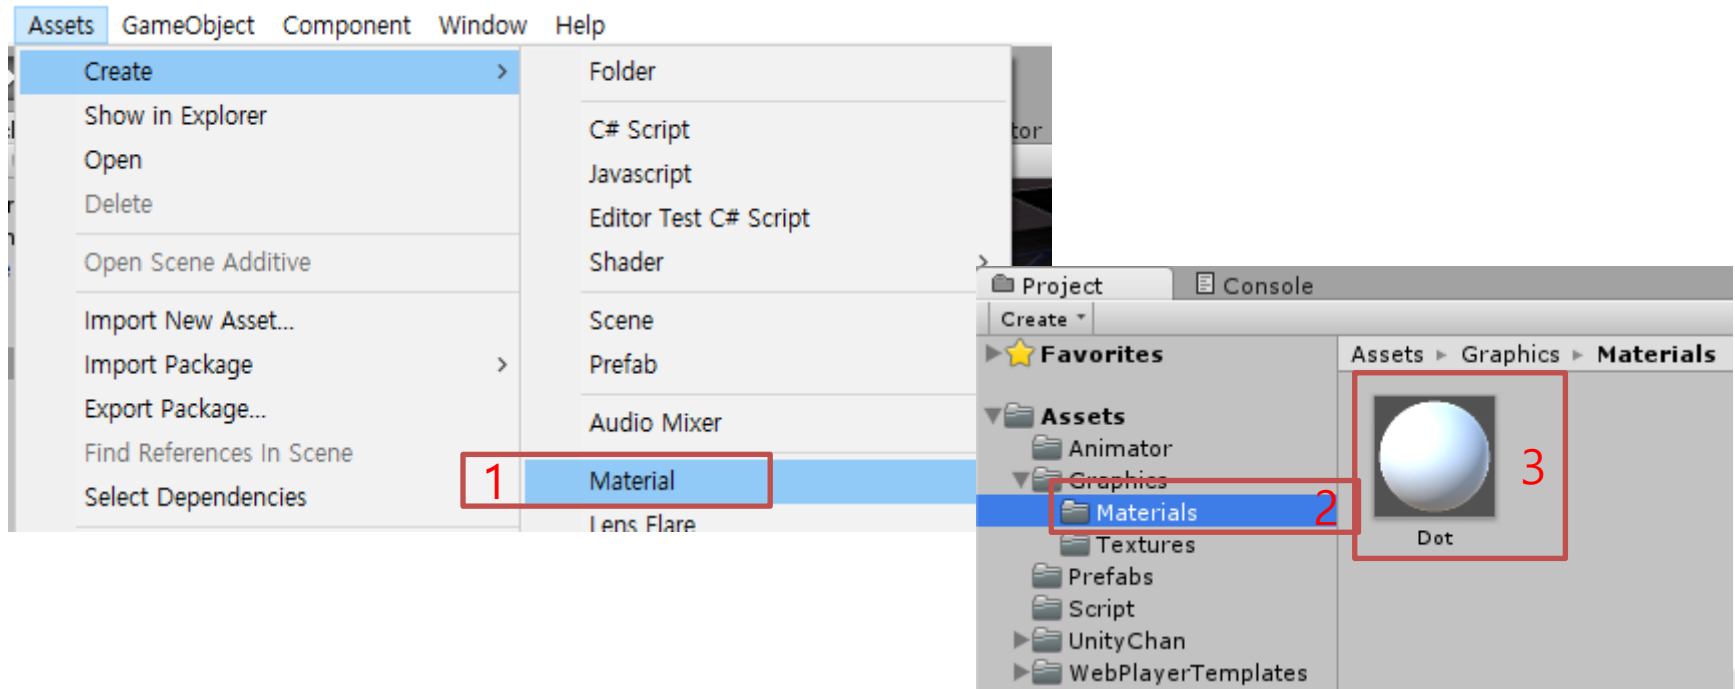 Assets GameObject Component Window Help
Create
Show in Explorer
Open
Delete
Open Scene Additive
Import New Asset...
Import Package
Export Package...
Find References In Scene
Select Dependencies
Folder
C# Script
Javascript
Editor Test C# Script
Shader
Scene
Prefab
Audio Mixer
1
Material
Lens Flare
tor
Project
Console
Create
Favorites
Assets
Animator
Graphics
Materials
2
Textures
Prefabs
Script
UnityChan
WebPlayerTemplates
Assets Graphics Materials
3
Dot